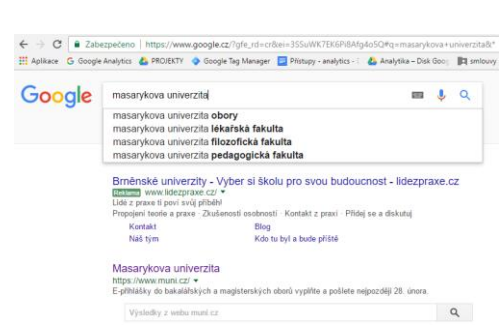 Zabezpečeno | https://www.google.cz/?gfe_rd=cr&ei=3S5uWK7EK6Pi8Afg4o5Q#q=masarykova+univerzita&*
Aplikace Google Analytics PROJEKTY Google Tag Manager Přístupy - analytics - Analytika – Disk Goo smlouvy
Google
masarykova univerzita
masarykova univerzita obory
masarykova univerzita lékařská fakulta
masarykova univerzita filozofická fakulta
masarykova univerzita pedagogická fakulta
Brněnské univerzity - Vyber si školu pro svou budoucnost - lidezpraxe.cz
Reklama www.lidezpraxe.cz/
Lidé z praxe ti poví svůj příběh!
Propojení teorie a praxe · Zkušenosti osobností · Kontakt z praxí · Přidej se a diskutuj
Kontakt Blog
Náš tým Kdo tu byl a bude příště
Masarykova univerzita
https://www.muni.cz/
E-přihlášky do bakalářských a magisterských oborů vyplňte a pošlete nejpozději 28. února.
Výsledky z webu muni.cz